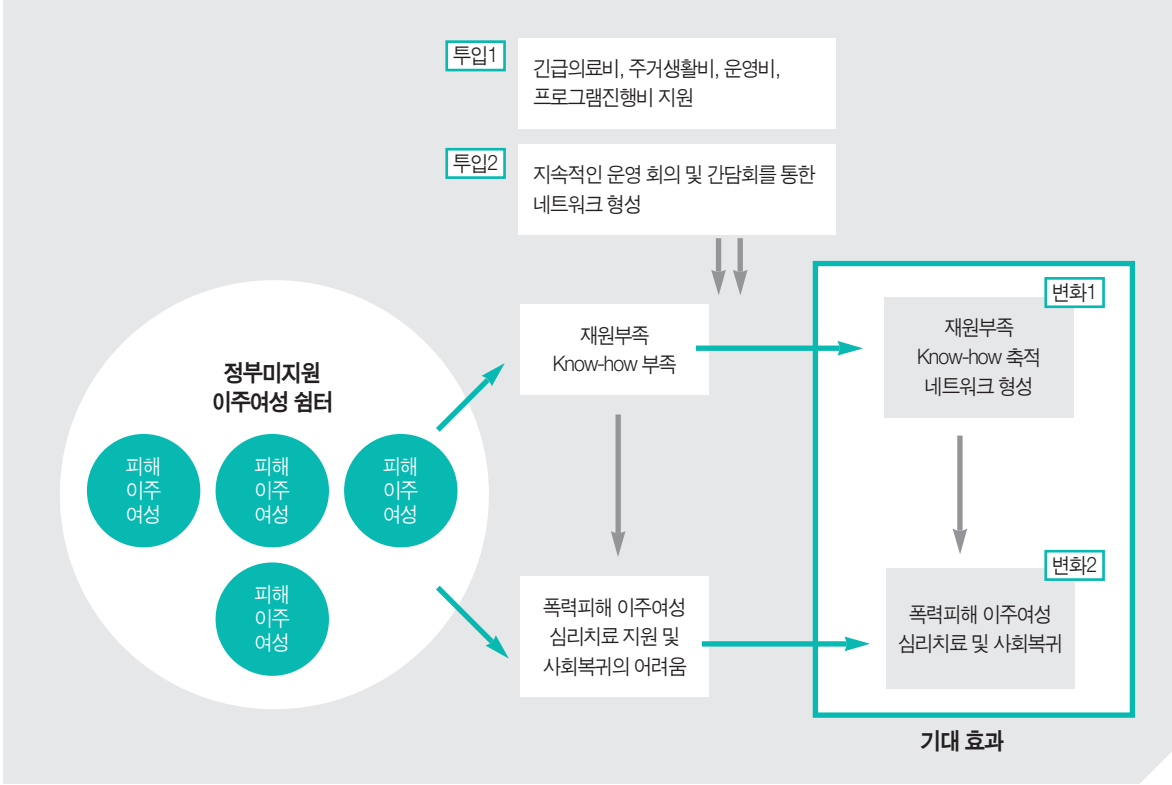 투입1
긴급의료비, 주거생활비, 운영비,
프로그램진행비 지원
투입2
지속적인 운영 회의 및 간담회를 통한
네트워크 형성
정부미지원
이주여성 쉼터
피해
이주
여성
피해
이주
여성
피해
이주
여성
피해
이주
여성
재원부족
Know-how 부족
폭력피해 이주여성
심리치료 지원 및
사회복귀의 어려움
변화1
재원부족
Know-how 축적
네트워크 형성
변화2
폭력피해 이주여성
심리치료 및 사회복귀
기대 효과